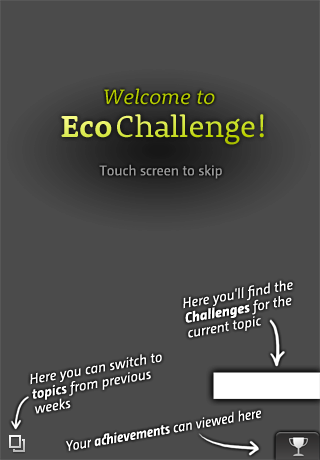 Welcome to
Eco Challenge!
Touch screen to skip
Here you'll find the
Challenges for the
current topic
Here you can switch to
topics from previous
weeks
Your achievements can viewed here